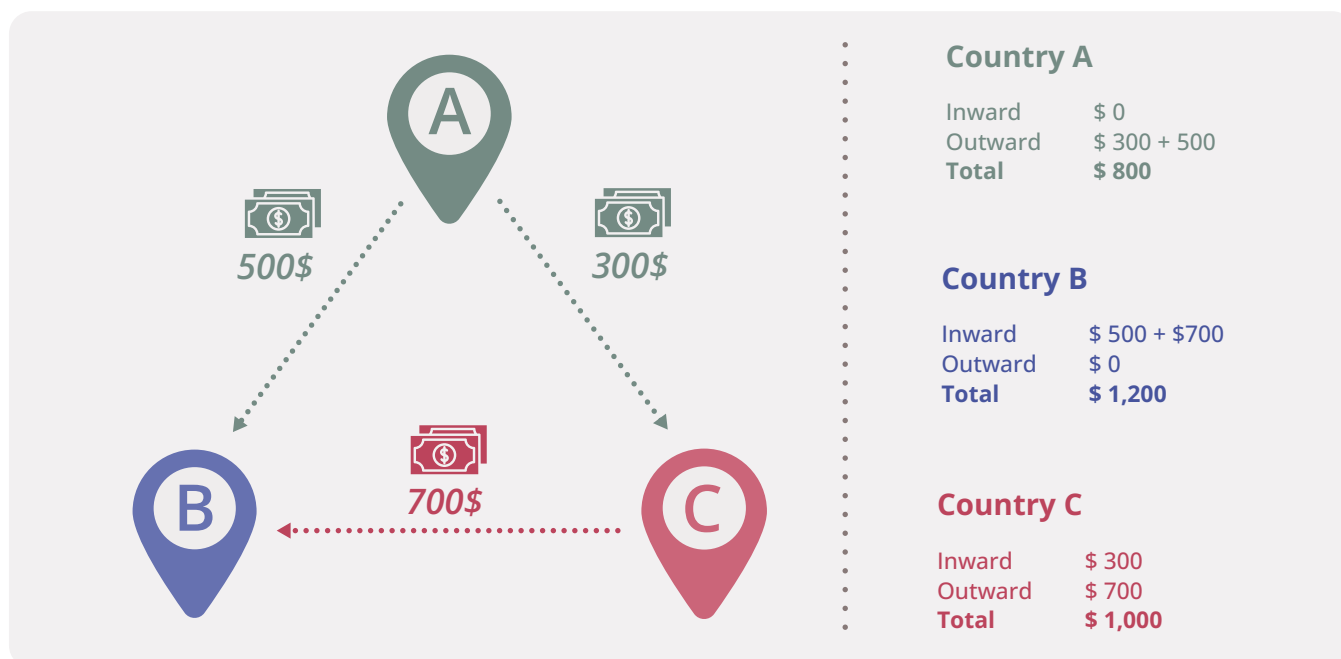 A
500$
300$
B
700$
C
Country A
Inward $ 0
Outward $ 300 + 500
Total $ 800
Country B
Inward $ 500 + $700
Outward $ 0
Total $ 1,200
Country C
Inward $ 300
Outward $ 700
Total $ 1,000